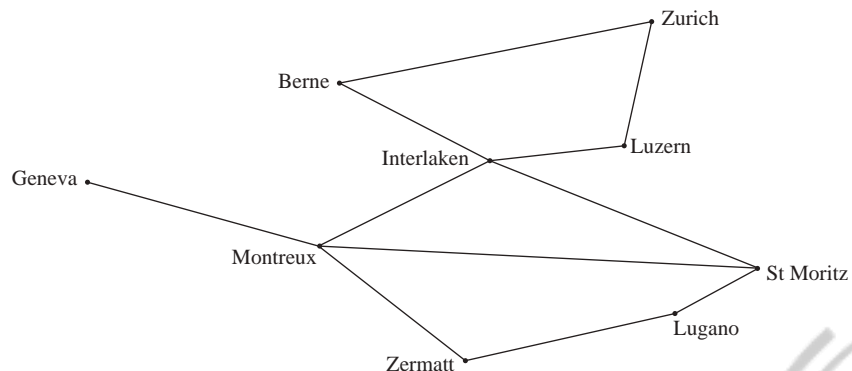 Zurich
Berne
Luzern
Interlaken
Geneva
Montreux
St Moritz
Lugano
Zermatt